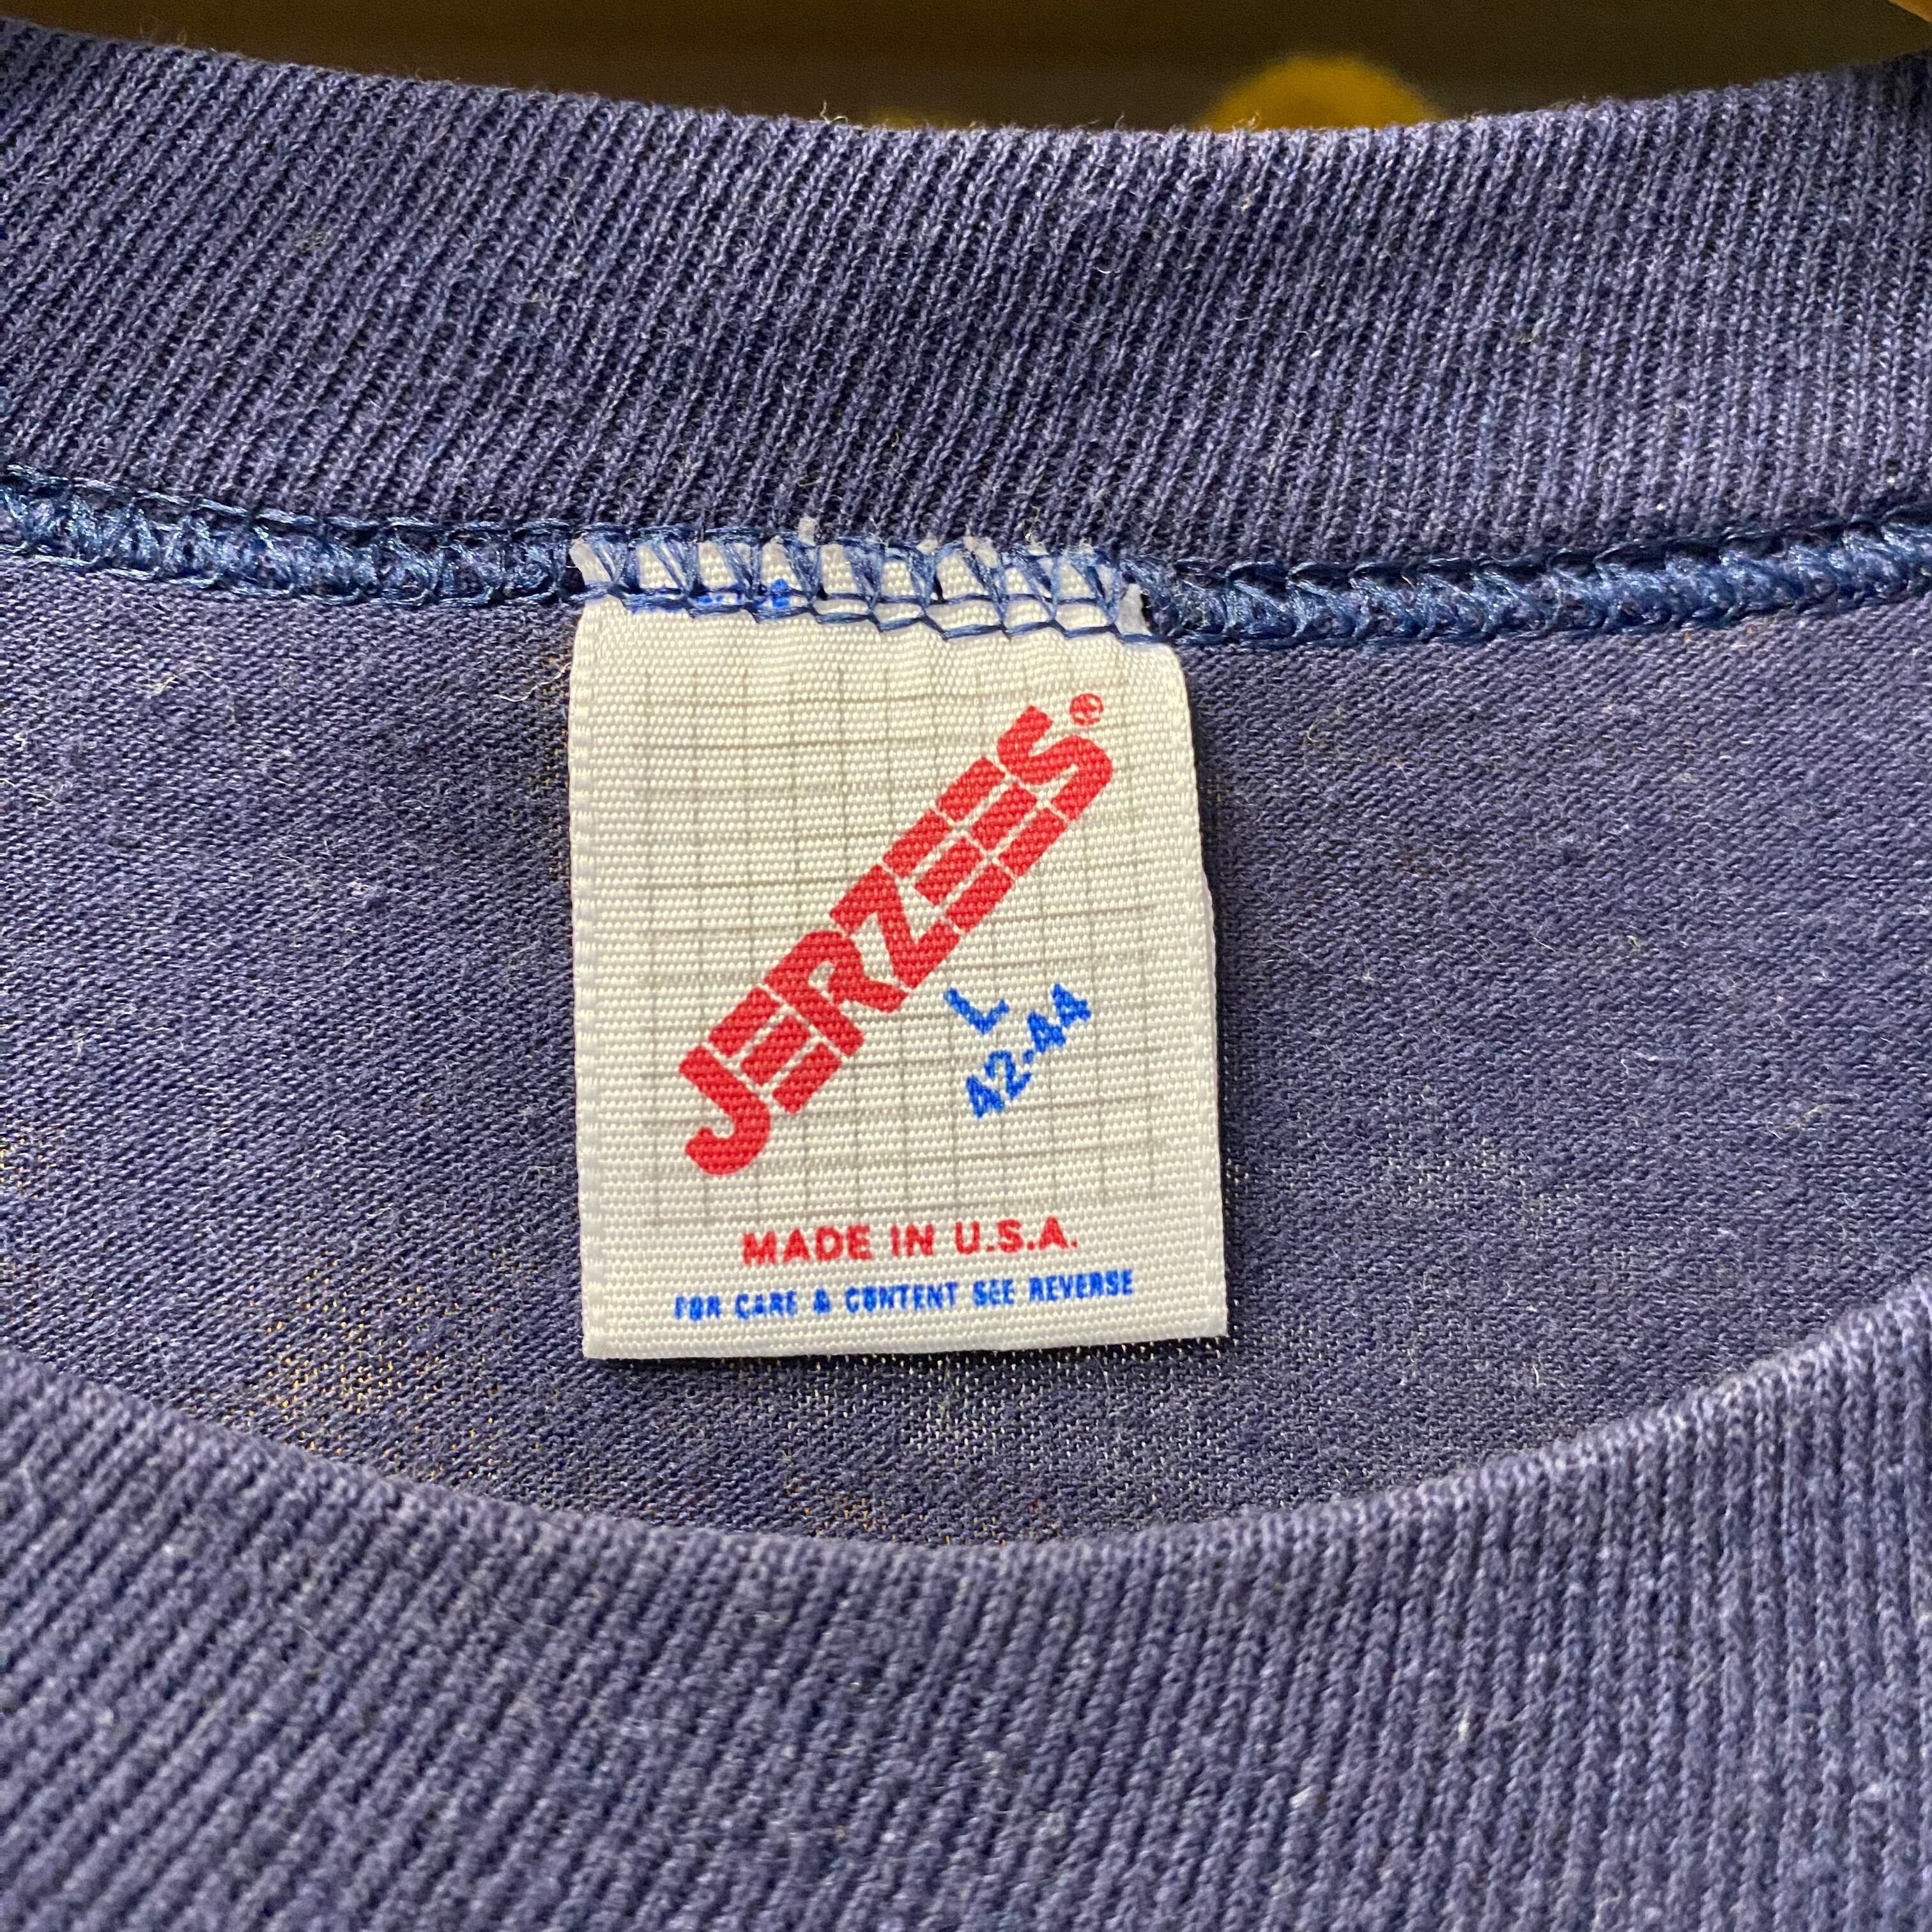 JERZEES®
L
42-44
MADE IN U.S.A.
FOR CARE & CONTENT SEE REVERSE